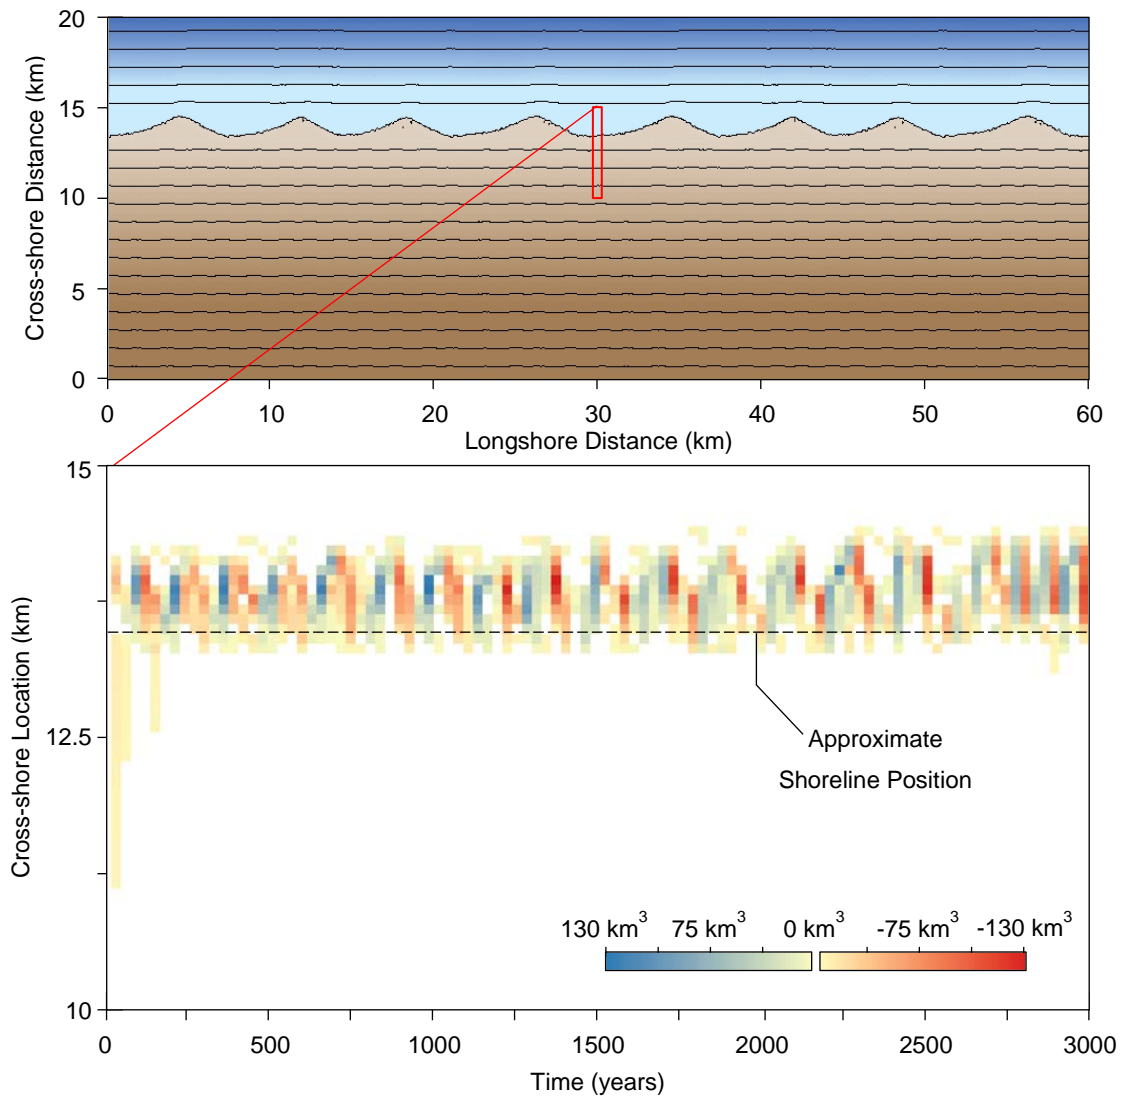 20
15
10
5
0
Cross-shore Distance (km)
0 10 20 30 40 50 60
Longshore Distance (km)
15
12.5
10
Cross-shore Location (km)
Approximate
Shoreline Position
130 km³ 75 km³ 0 km³ -75 km³ -130 km³
0 500 1000 1500 2000 2500 3000
Time (years)